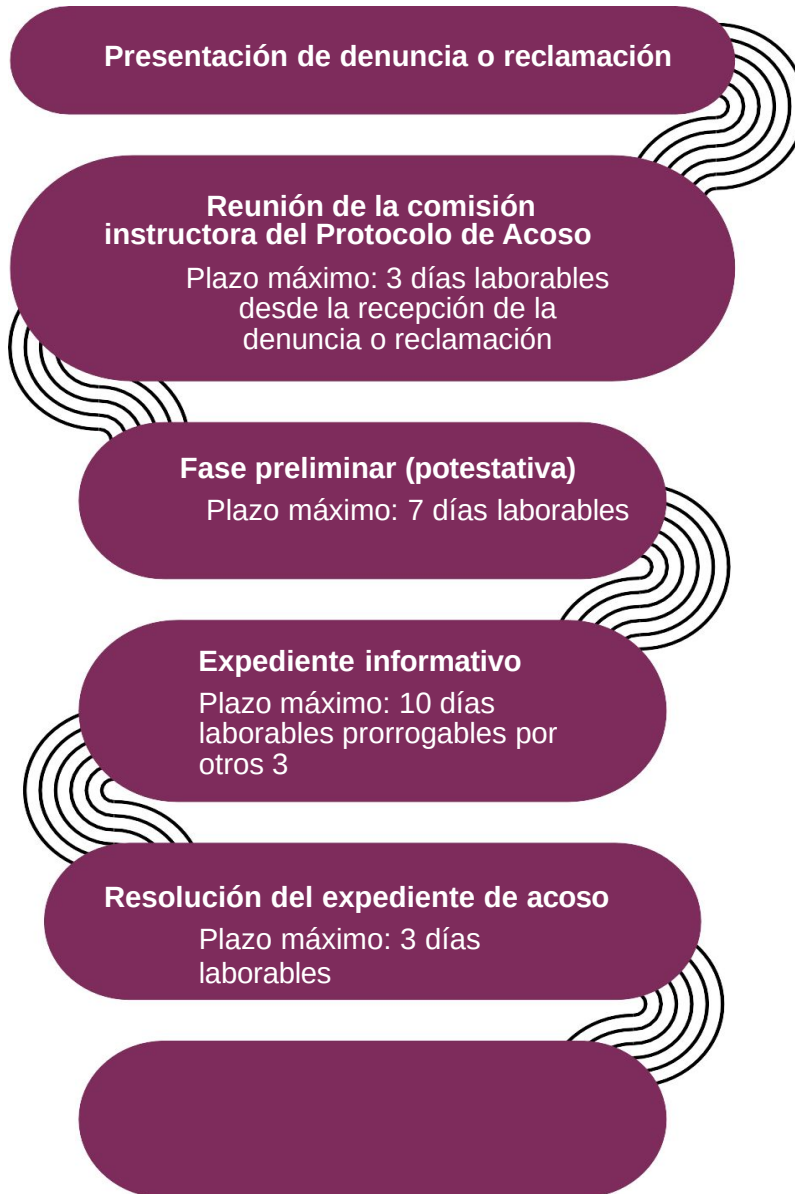 Presentación de denuncia o reclamación
Reunión de la comisión
instructora del Protocolo de Acoso
Plazo máximo: 3 días laborables
desde la recepción de la
denuncia o reclamación
Fase preliminar (potestativa)
Plazo máximo: 7 días laborables
Expediente informativo
Plazo máximo: 10 días
laborables prorrogables por
otros 3
Resolución del expediente de acoso
Plazo máximo: 3 días
laborables